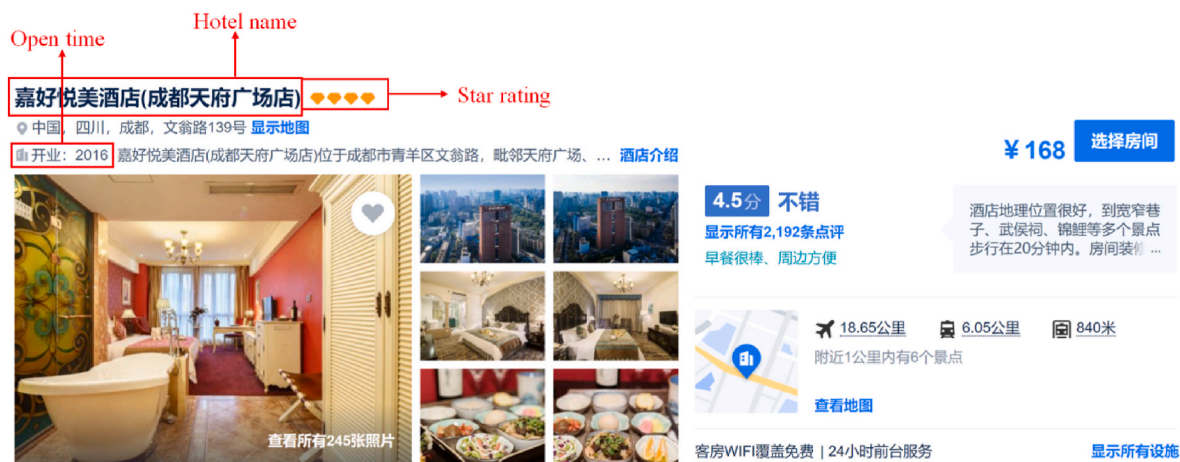 Hotel name
Open time
嘉好悦美酒店(成都天府广场店)
Star rating
中国，四川，成都，文翁路139号 显示地图
开业：2016 嘉好悦美酒店(成都天府广场店)位于成都市青羊区文翁路，毗邻天府广场、... 酒店介绍
¥168 选择房间
4.5分 不错
显示所有2,192条点评
早餐很棒、周边方便
酒店地理位置很好，到宽窄巷
子、武侯祠、锦鲤等多个景点
步行在20分钟内。房间装修 ...
18.65公里 6.05公里 840米
附近1公里内有6个景点
查看地图
查看所有245张照片
客房WIFI覆盖免费 | 24小时前台服务 显示所有设施